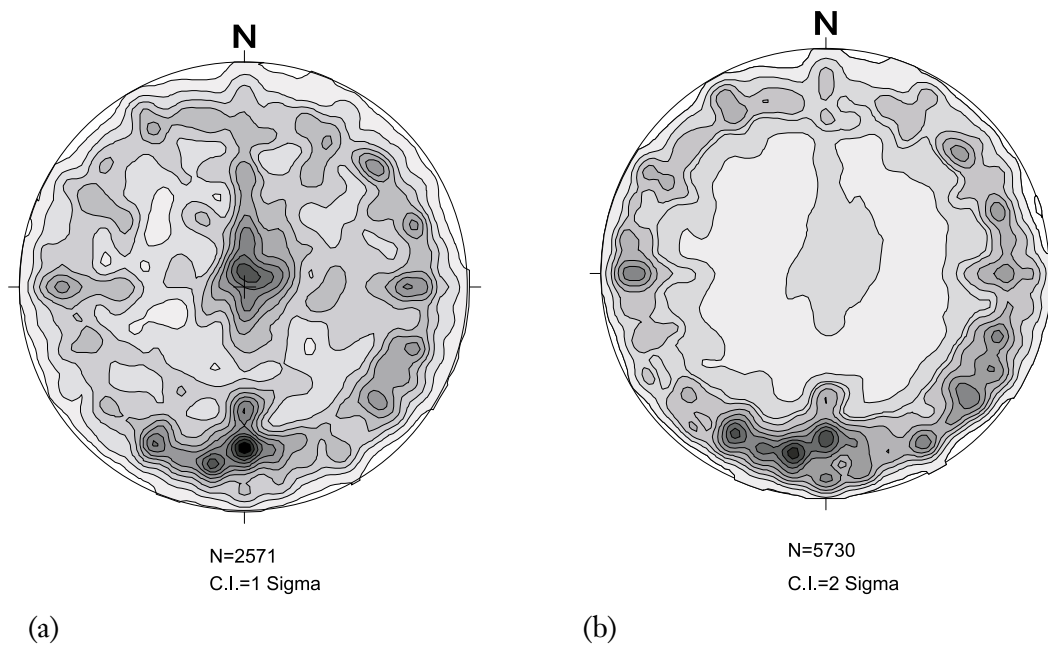 N
N=2571
C.I.=1 Sigma
(a)
N
N=5730
C.I.=2 Sigma
(b)